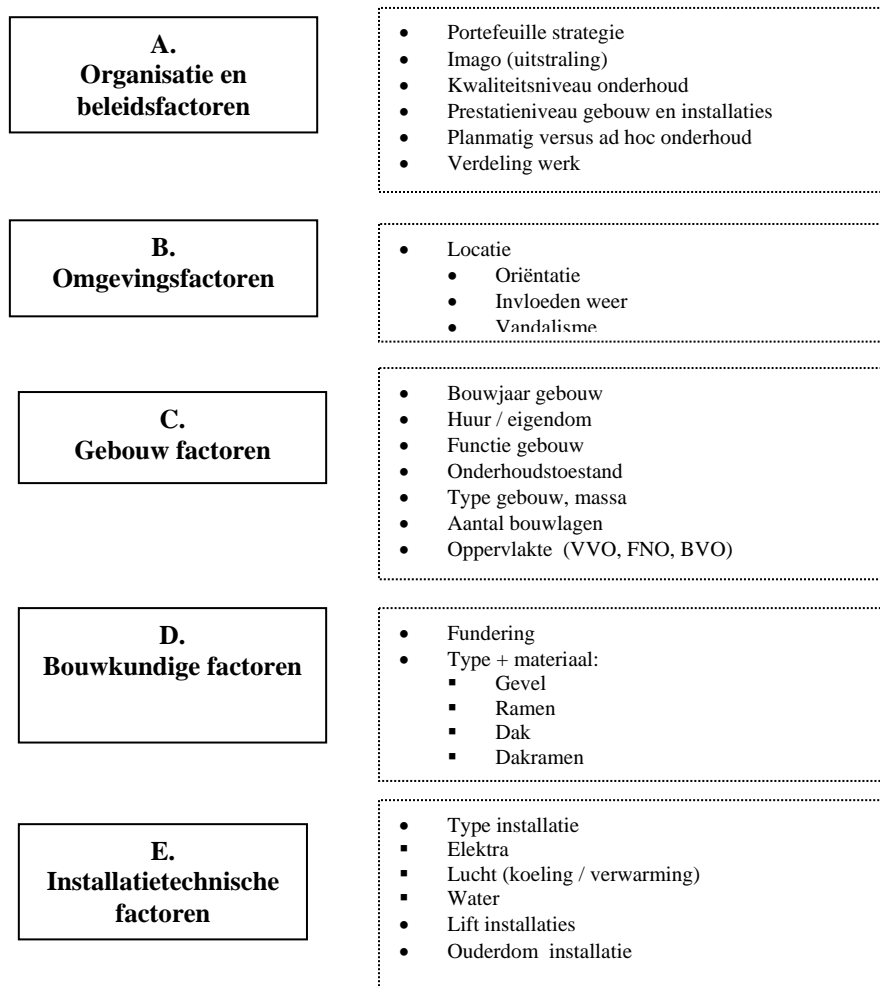 A.
Organisatie en
beleidsfactoren
• Portefeuille strategie
• Imago (uitstraling)
• Kwaliteitsniveau onderhoud
• Prestatieniveau gebouw en installaties
• Planmatig versus ad hoc onderhoud
• Verdeling werk
B.
Omgevingsfactoren
• Locatie
• Oriëntatie
• Invloeden weer
• Vandalisme
C.
Gebouw factoren
• Bouwjaar gebouw
• Huur / eigendom
• Functie gebouw
• Onderhoudstoestand
• Type gebouw, massa
• Aantal bouwlagen
• Oppervlakte (VVO, FNO, BVO)
D.
Bouwkundige factoren
• Fundering
• Type + materiaal:
▪ Gevel
▪ Ramen
▪ Dak
▪ Dakramen
E.
Installatietechnische
factoren
• Type installatie
▪ Elektra
▪ Lucht (koeling / verwarming)
▪ Water
• Lift installaties
• Ouderdom installatie